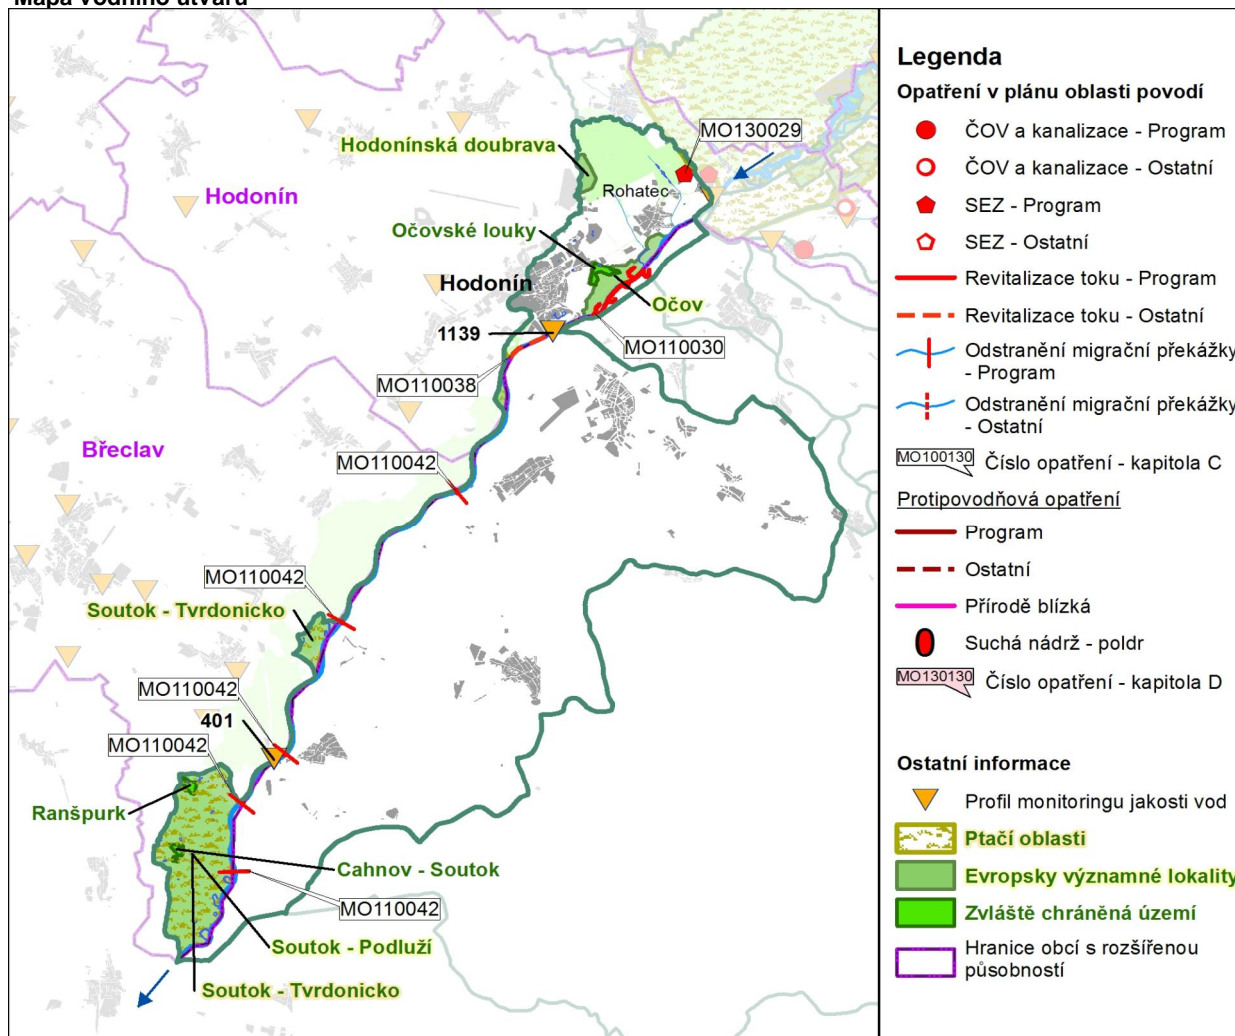 Mapa vodního útvaru
MO130029
Hodonínská doubrava
Hodonín
Rohatec
Očovské louky
Hodonín
Očov
1139
MO110030
MO110038
Břeclav
MO110042
MO110042
Soutok - Tvrdonicko
MO110042
401
MO110042
Ranšpurk
Cahnov - Soutok
MO110042
Soutok - Podluží
Soutok - Tvrdonicko
Legenda
Opatření v plánu oblasti povodí
ČOV a kanalizace - Program
ČOV a kanalizace - Ostatní
SEZ - Program
SEZ - Ostatní
Revitalizace toku - Program
Revitalizace toku - Ostatní
Odstranění migrační překážky
- Program
Odstranění migrační překážky
- Ostatní
MO100130
Číslo opatření - kapitola C
Protipovodňová opatření
Program
Ostatní
Přírodě blízká
Suchá nádrž - poldr
MO130130
Číslo opatření - kapitola D
Ostatní informace
Profil monitoringu jakosti vod
Ptačí oblasti
Evropsky významné lokality
Zvláště chráněná území
Hranice obcí s rozšířenou
působností